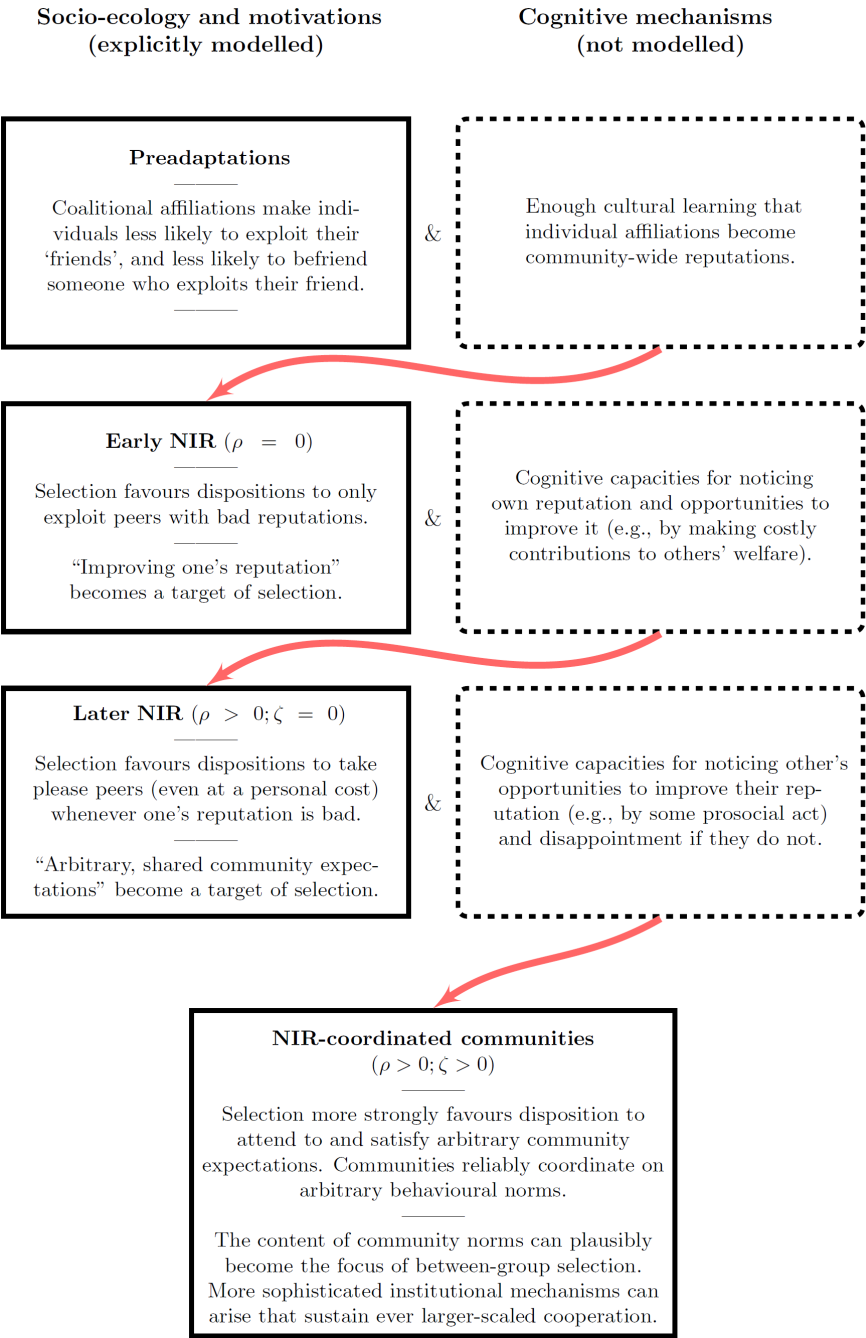 Socio-ecology and motivations
(explicitly modelled)
Cognitive mechanisms
(not modelled)
Preadaptations
Coalitional affiliations make indi-
viduals less likely to exploit their
‘friends’, and less likely to befriend
someone who exploits their friend.
&
Enough cultural learning that
individual affiliations become
community-wide reputations.
Early NIR (ρ = 0)
Selection favours dispositions to only
exploit peers with bad reputations.
“Improving one’s reputation”
becomes a target of selection.
&
Cognitive capacities for noticing
own reputation and opportunities to
improve it (e.g., by making costly
contributions to others’ welfare).
Later NIR (ρ > 0; ζ = 0)
Selection favours dispositions to take
please peers (even at a personal cost)
whenever one’s reputation is bad.
“Arbitrary, shared community expec-
tations” become a target of selection.
&
Cognitive capacities for noticing other’s
opportunities to improve their rep-
utation (e.g., by some prosocial act)
and disappointment if they do not.
NIR-coordinated communities
(ρ > 0; ζ > 0)
Selection more strongly favours disposition to
attend to and satisfy arbitrary community
expectations. Communities reliably coordinate on
arbitrary behavioural norms.
The content of community norms can plausibly
become the focus of between-group selection.
More sophisticated institutional mechanisms can
arise that sustain ever larger-scaled cooperation.